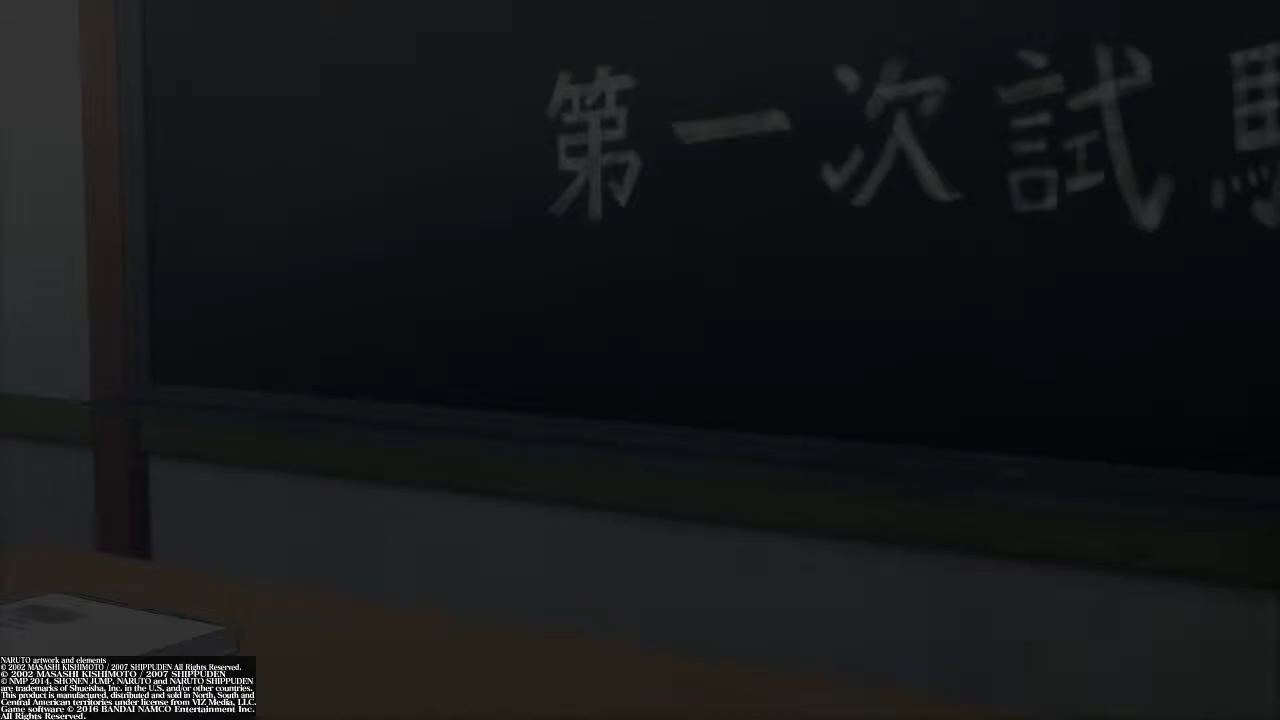 第一次試
NARUTO artwork and elements
© 2002 MASASHI KISHIMOTO / 2007 SHIPPUDEN All Rights Reserved.
© 2002 MASASHI KISHIMOTO / 2007 SHIPPUDEN
© NMP 2014. SHONEN JUMP, NARUTO and NARUTO SHIPPUDEN
are trademarks of Shueisha, Inc. in the U.S. and/or other countries.
This product is manufactured, distributed and sold in North, South and
Central American territories under license from VIZ Media, LLC.
Game software © 2016 BANDAI NAMCO Entertainment Inc.
All Rights Reserved.